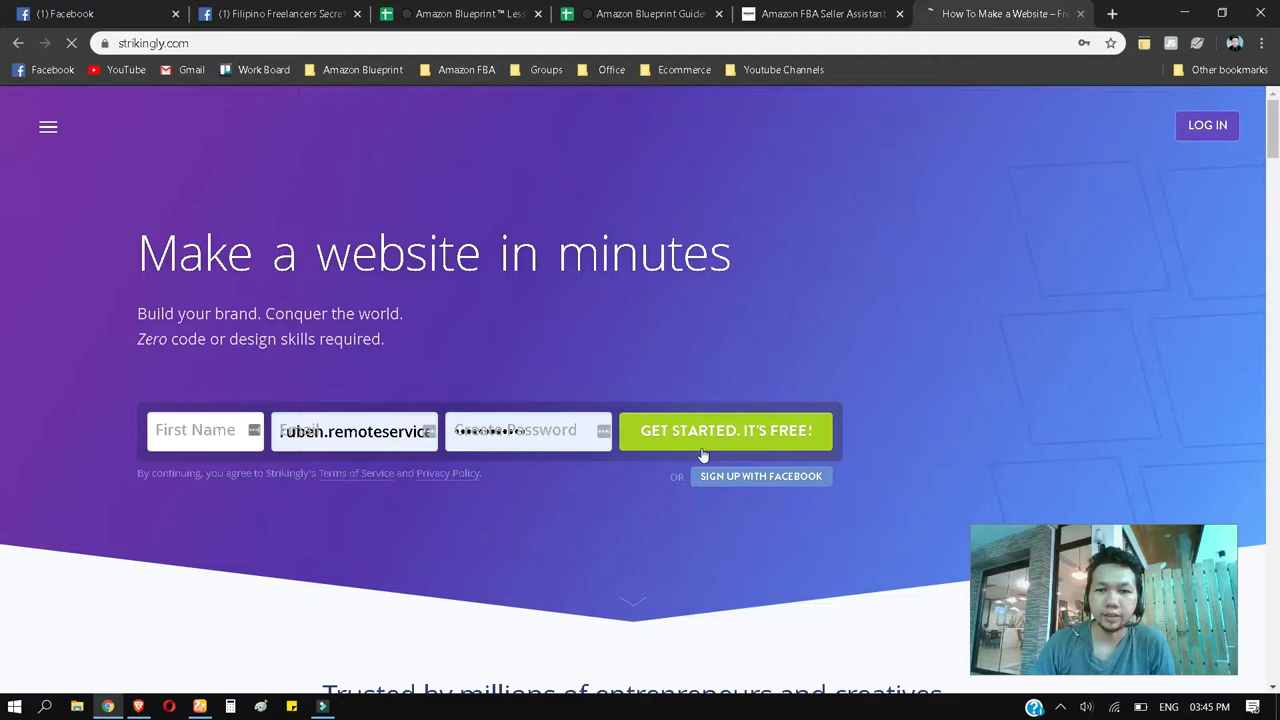 (1) Facebook
(1) Filipino Freelancers Secret
Amazon Blueprint™ Less
Amazon Blueprint Guide
Amazon FBA Seller Assistant
How To Make a Website – Fre
strikingly.com
Facebook
YouTube
Gmail
Work Board
Amazon Blueprint
Amazon FBA
Groups
Office
Ecommerce
Youtube Channels
Other bookmarks
LOG IN
Make a website in minutes
Build your brand. Conquer the world.
Zero code or design skills required.
First Name
Email
ruben.remoteservice
Create Password
GET STARTED. IT'S FREE!
By continuing, you agree to Strikingly's Terms of Service and Privacy Policy.
OR
SIGN UP WITH FACEBOOK
Trusted by millions of entrepreneurs and creatives
ENG
03:45 PM